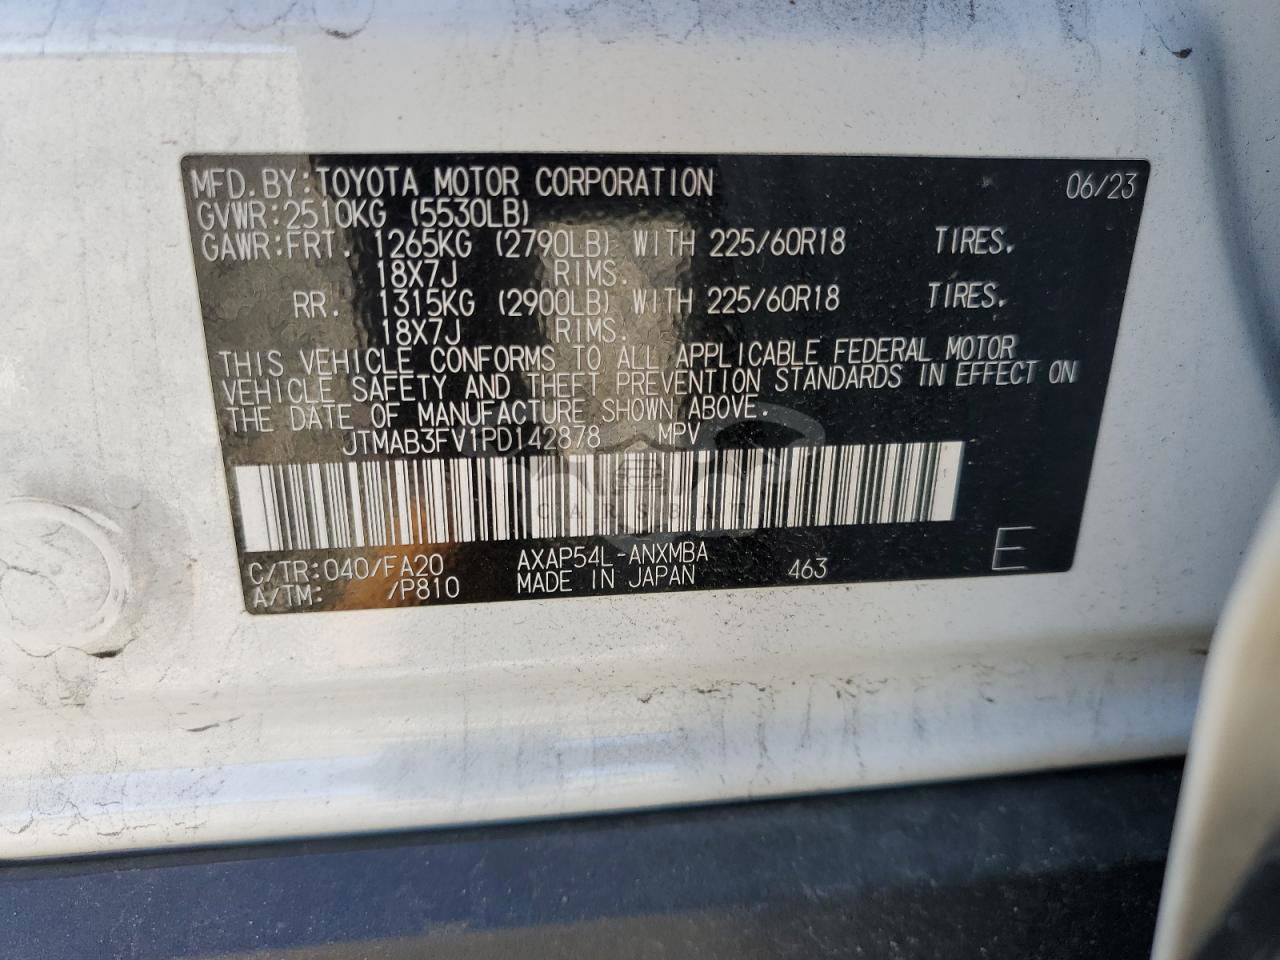 MFD. BY: TOYOTA MOTOR CORPORATION 06/23
GVWR: 2510KG (5530LB)
GAWR: FRT. 1265KG (2790LB) WITH 225/60R18 TIRES.
18X7J RIMS.
RR. 1315KG (2900LB) WITH 225/60R18 TIRES.
18X7J RIMS.
THIS VEHICLE CONFORMS TO ALL APPLICABLE FEDERAL MOTOR
VEHICLE SAFETY AND THEFT PREVENTION STANDARDS IN EFFECT ON
THE DATE OF MANUFACTURE SHOWN ABOVE.
JTMAB3FV1PD142878 MPV
C/TR: 040/FA20 AXAP54L-ANXMBA 463 E
A/TM: /P810 MADE IN JAPAN